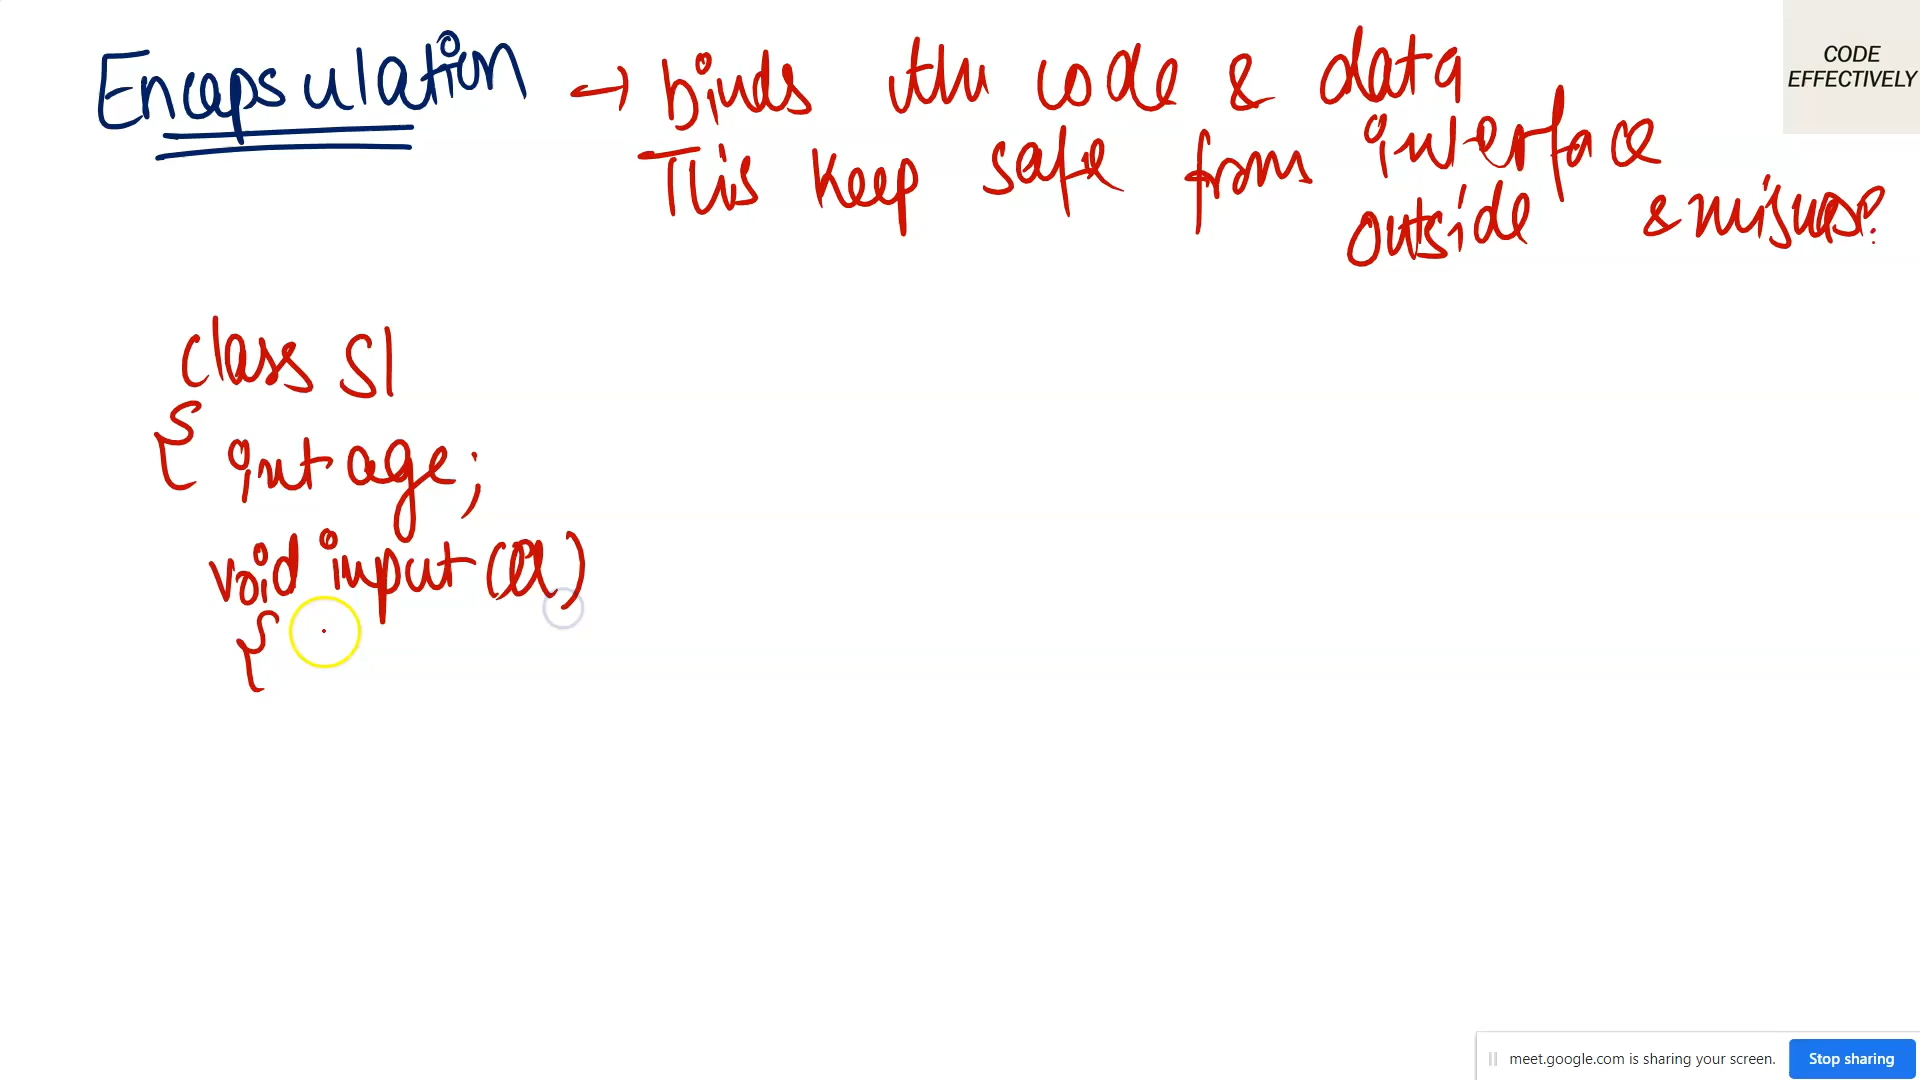 Encapsulation → binds the code & data
This keep safe from interface
outside & misuse.
CODE
EFFECTIVELY
class S1
{ int age;
void input( )
{
meet.google.com is sharing your screen. Stop sharing